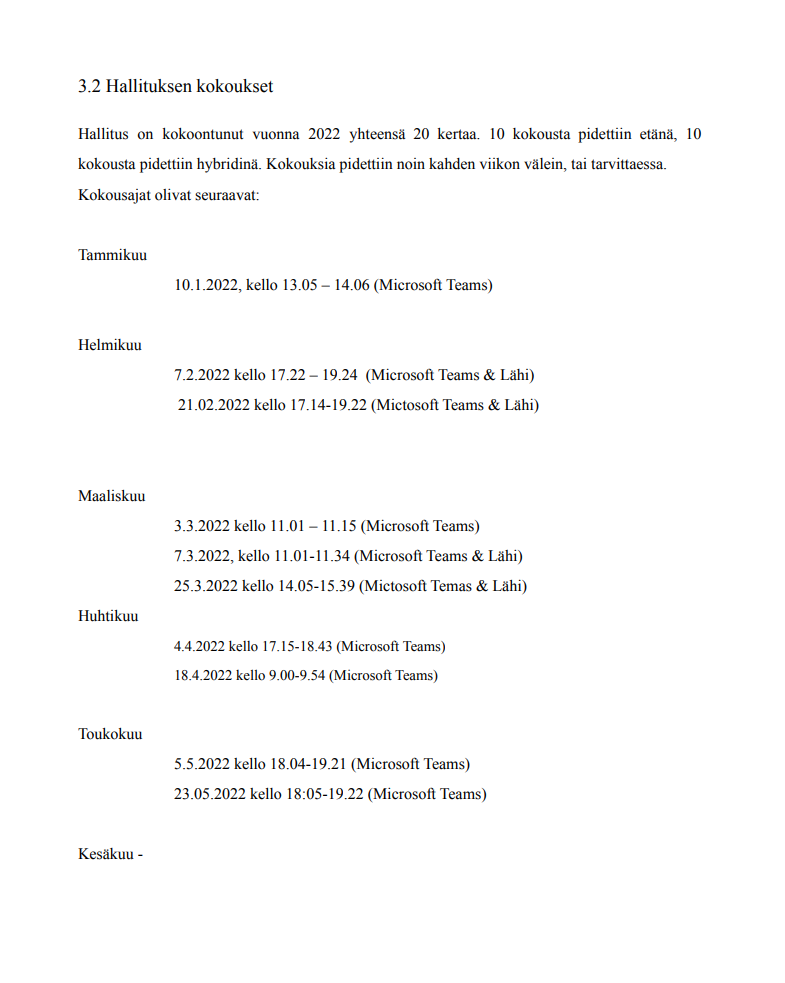 3.2 Hallituksen kokoukset
Hallitus on kokoontunut vuonna 2022 yhteensä 20 kertaa. 10 kokousta pidettiin etänä, 10
kokousta pidettiin hybridinä. Kokouksia pidettiin noin kahden viikon välein, tai tarvittaessa.
Kokousajat olivat seuraavat:
Tammikuu
10.1.2022, kello 13.05 – 14.06 (Microsoft Teams)
Helmikuu
7.2.2022 kello 17.22 – 19.24 (Microsoft Teams & Lähi)
21.02.2022 kello 17.14-19.22 (Mictosoft Teams & Lähi)
Maaliskuu
3.3.2022 kello 11.01 – 11.15 (Microsoft Teams)
7.3.2022, kello 11.01-11.34 (Microsoft Teams & Lähi)
25.3.2022 kello 14.05-15.39 (Mictosoft Temas & Lähi)
Huhtikuu
4.4.2022 kello 17.15-18.43 (Microsoft Teams)
18.4.2022 kello 9.00-9.54 (Microsoft Teams)
Toukokuu
5.5.2022 kello 18.04-19.21 (Microsoft Teams)
23.05.2022 kello 18:05-19.22 (Microsoft Teams)
Kesäkuu -